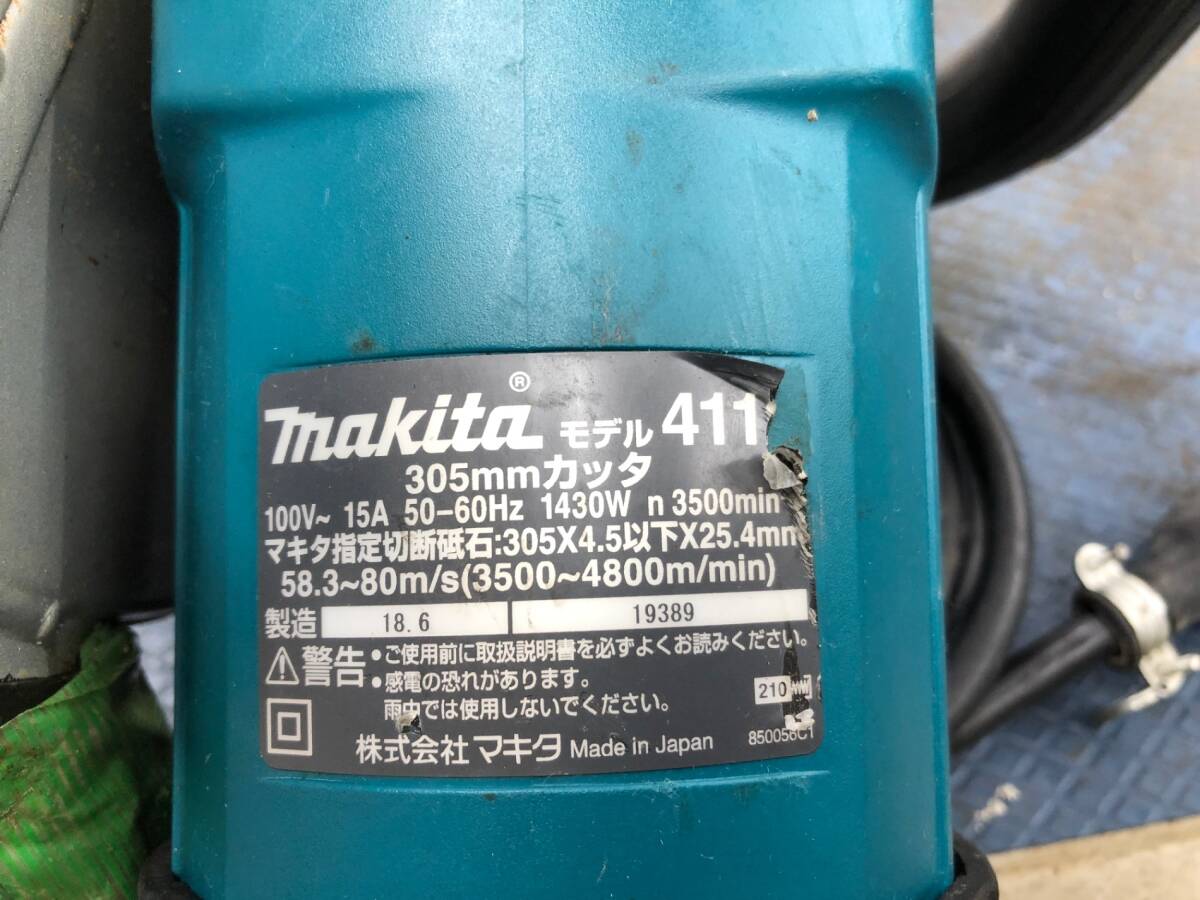 makita® モデル 411
305mmカッタ
100V~ 15A 50-60Hz 1430W n 3500min-
マキタ指定切断砥石:305X4.5以下X25.4mm
58.3~80m/s(3500~4800m/min)
製造 18.6 19389
警告 •ご使用前に取扱説明書を必ずよくお読みください。
•感電の恐れがあります。
雨中では使用しないでください。
210
株式会社 マキタ Made in Japan 850056C1